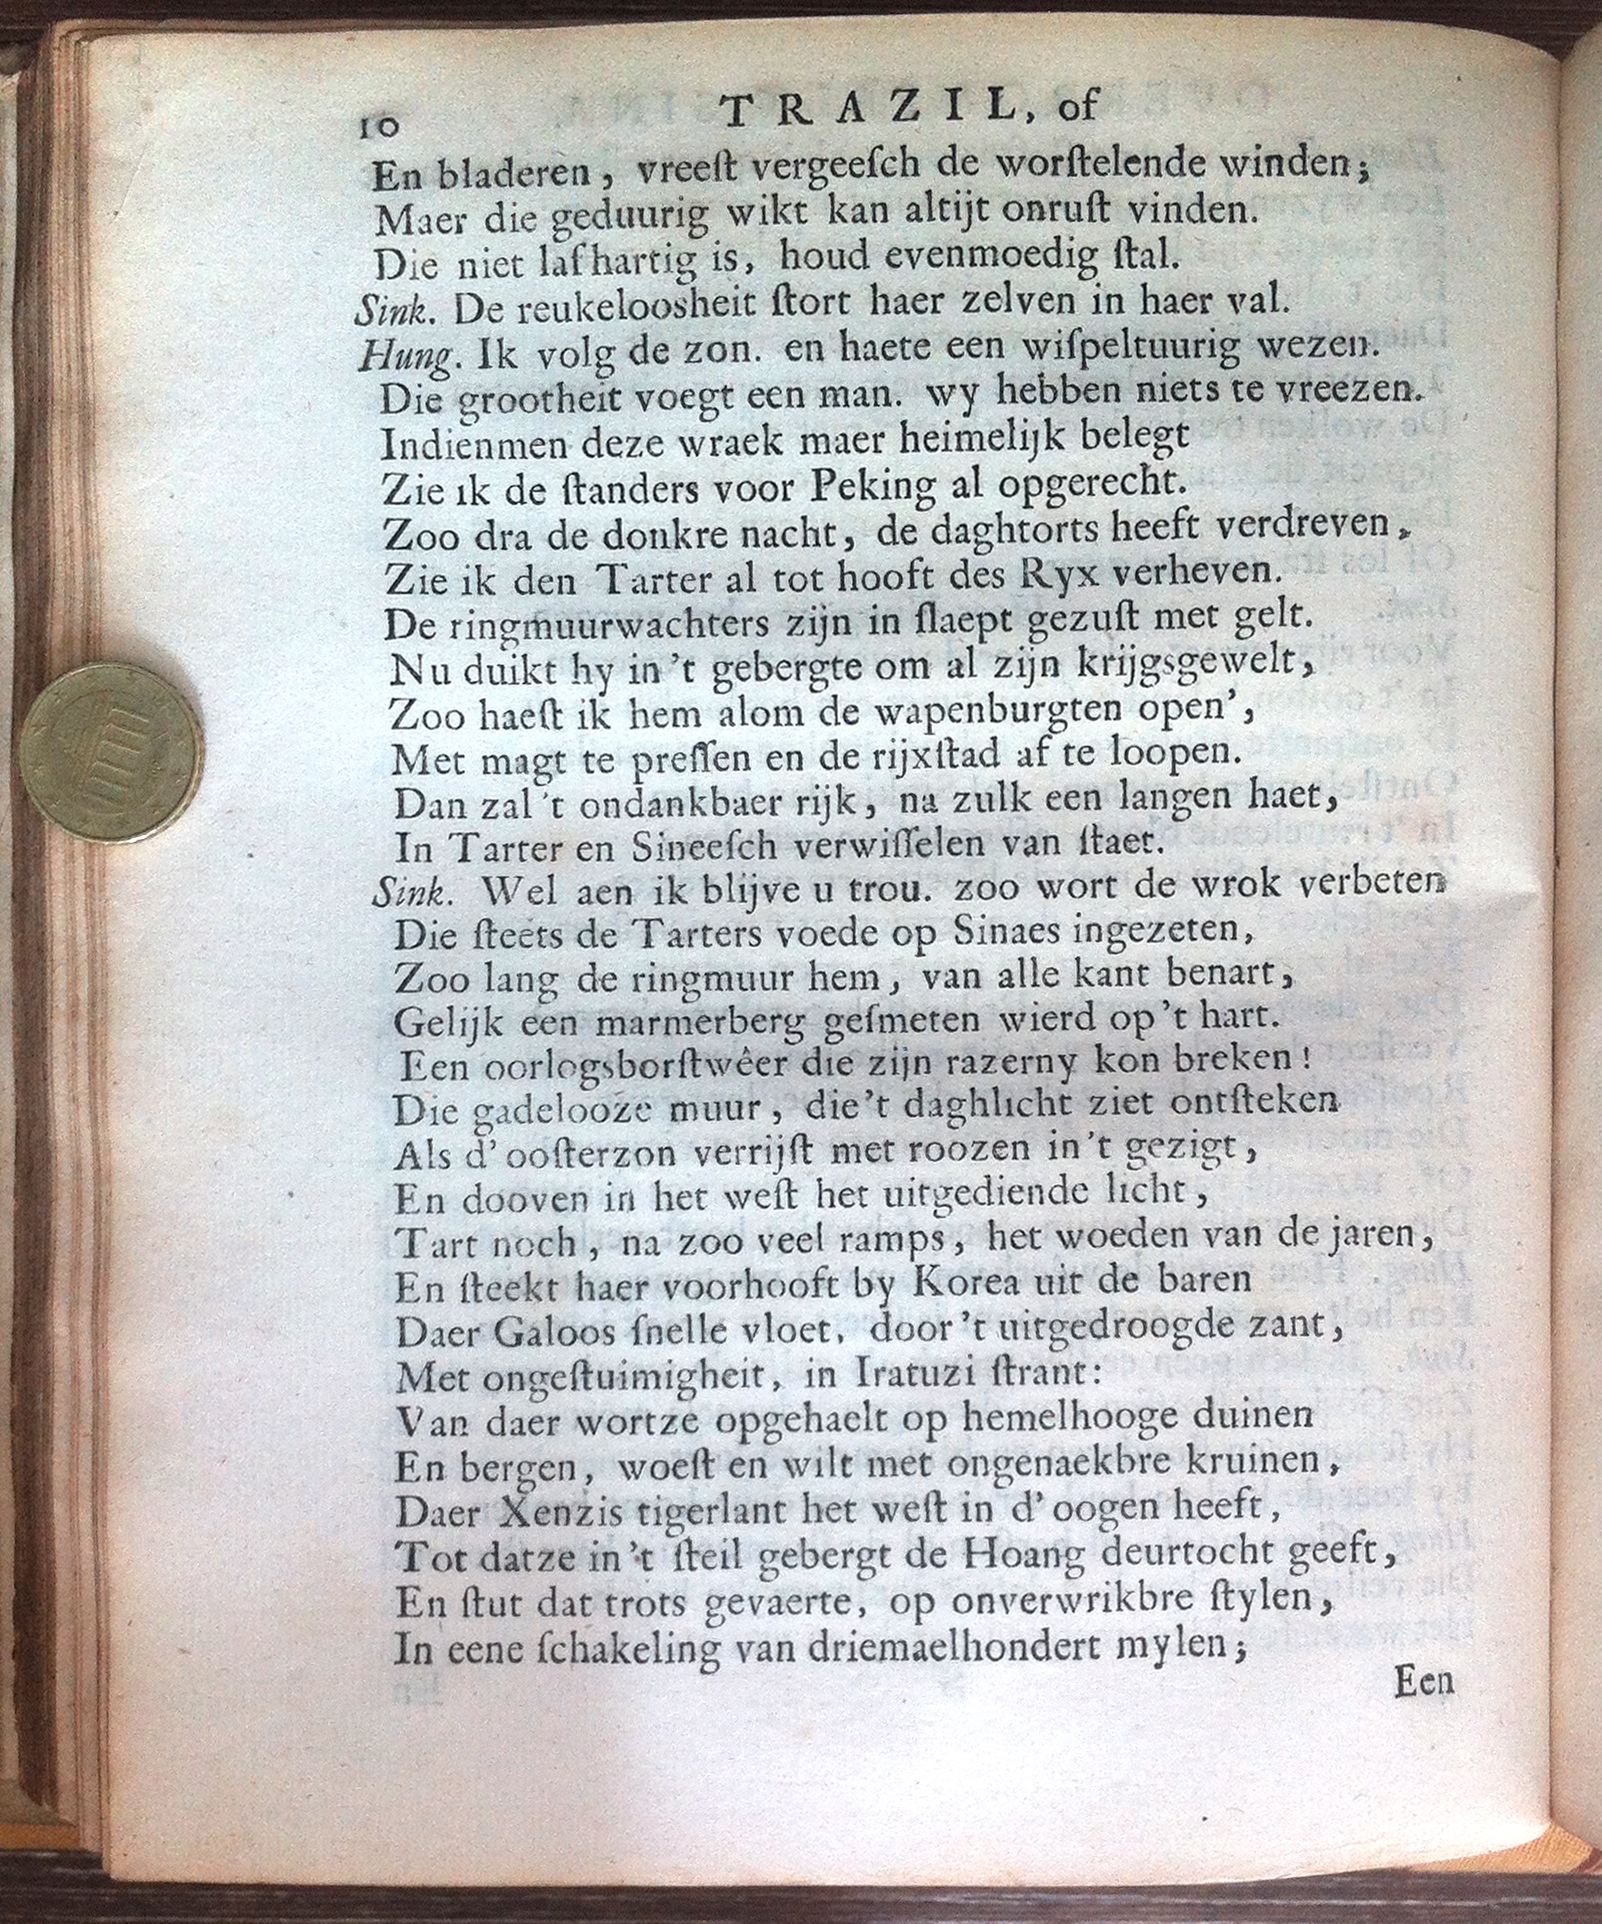 10 TRAZIL, of
En bladeren, vreeſt vergeeſch de worſtelende winden;
Maer die geduurig wikt kan altijt onruſt vinden.
Die niet lafhartig is, houd evenmoedig ſtal.
Sink. De reukeloosheit ſtort haer zelven in haer val.
Hung. Ik volg de zon. en haete een wiſpeltuurig wezen.
Die grootheit voegt een man. wy hebben niets te vreezen.
Indienmen deze wraek maer heimelijk belegt
Zie ik de ſtanders voor Peking al opgerecht.
Zoo dra de donkre nacht, de daghtorts heeft verdreven,
Zie ik den Tarter al tot hooft des Ryx verheven.
De ringmuurwachters zijn in ſlaept gezuſt met gelt.
Nu duikt hy in 't gebergte om al zijn krijgsgewelt,
Zoo haeſt ik hem alom de wapenburgten open',
Met magt te preſſen en de rijxſtad af te loopen.
Dan zal 't ondankbaer rijk, na zulk een langen haet,
In Tarter en Sineeſch verwiſſelen van ſtaet.
Sink. Wel aen ik blijve u trou. zoo wort de wrok verbeten
Die ſteets de Tarters voede op Sinaes ingezeten,
Zoo lang de ringmuur hem, van alle kant benart,
Gelijk een marmerberg geſmeten wierd op 't hart.
Een oorlogsborſtwêer die zijn razerny kon breken!
Die gadelooze muur, die 't daghlicht ziet ontſteken
Als d' ooſterzon verrijſt met roozen in 't gezigt,
En dooven in het weſt het uitgediende licht,
Tart noch, na zoo veel ramps, het woeden van de jaren,
En ſteekt haer voorhooft by Korea uit de baren
Daer Galoos ſnelle vloet, door 't uitgedroogde zant,
Met ongeſtuimigheit, in Iratuzi ſtrant:
Van daer wortze opgehaelt op hemelhooge duinen
En bergen, woeſt en wilt met ongenaekbre kruinen,
Daer Xenzis tigerlant het weſt in d' oogen heeft,
Tot datze in 't ſteil gebergt de Hoang deurtocht geeft,
En ſtut dat trots gevaerte, op onverwrikbre ſtylen,
In eene ſchakeling van driemaelhondert mylen;
Een